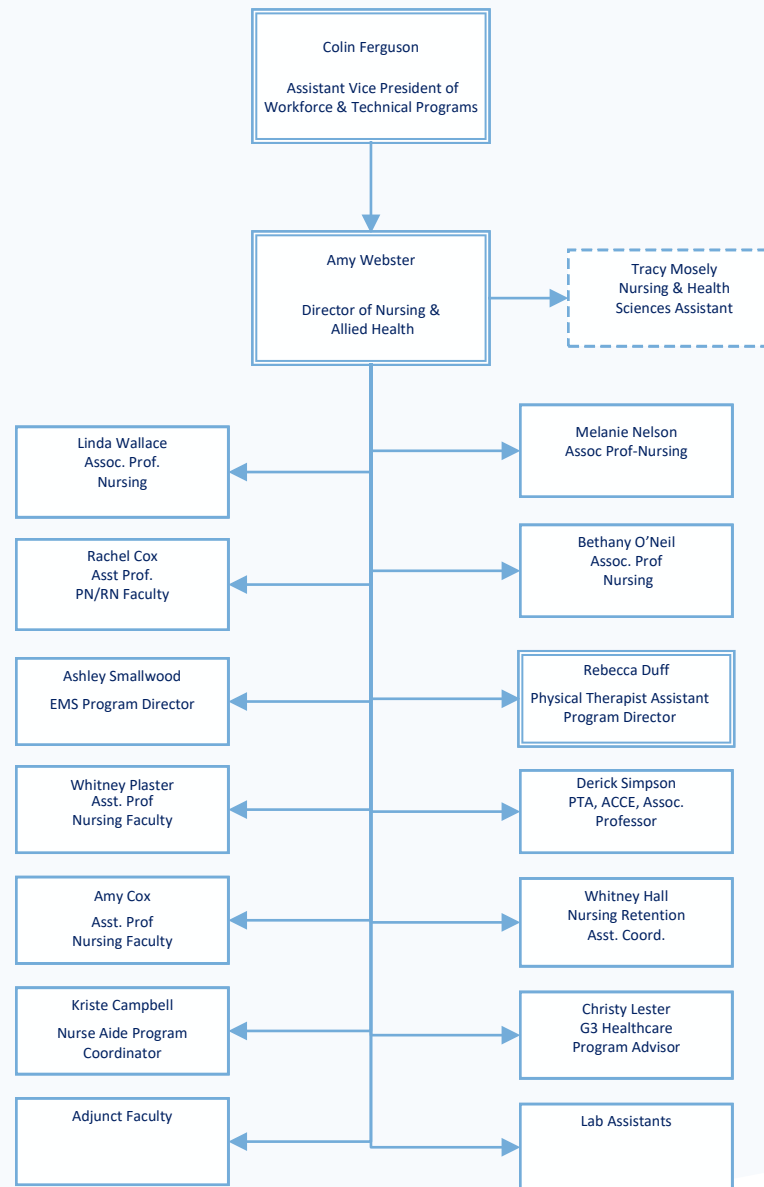 Colin Ferguson
Assistant Vice President of
Workforce & Technical Programs
Amy Webster
Director of Nursing &
Allied Health
Tracy Mosely
Nursing & Health
Sciences Assistant
Linda Wallace
Assoc. Prof.
Nursing
Melanie Nelson
Assoc Prof-Nursing
Rachel Cox
Asst Prof.
PN/RN Faculty
Bethany O’Neil
Assoc. Prof
Nursing
Ashley Smallwood
EMS Program Director
Rebecca Duff
Physical Therapist Assistant
Program Director
Whitney Plaster
Asst. Prof
Nursing Faculty
Derick Simpson
PTA, ACCE, Assoc.
Professor
Amy Cox
Asst. Prof
Nursing Faculty
Whitney Hall
Nursing Retention
Asst. Coord.
Kriste Campbell
Nurse Aide Program
Coordinator
Christy Lester
G3 Healthcare
Program Advisor
Adjunct Faculty
Lab Assistants